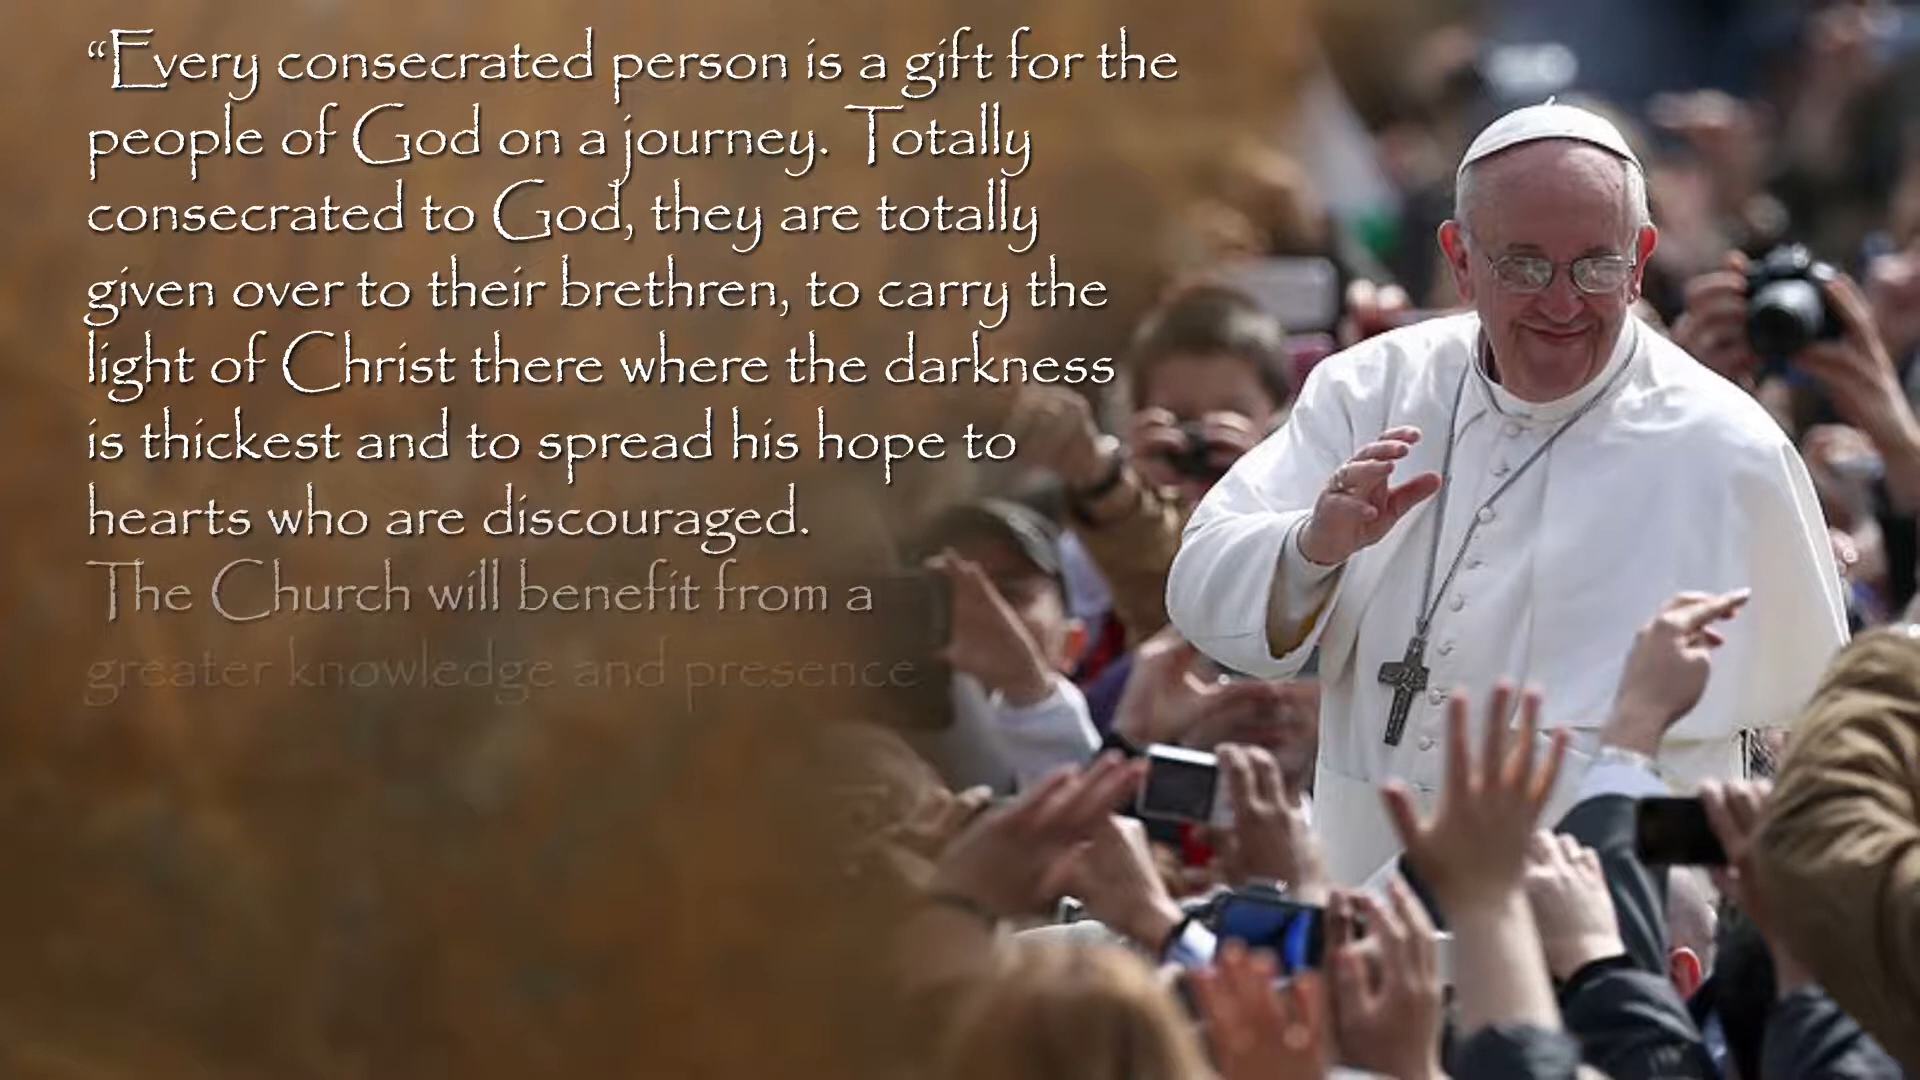 “Every consecrated person is a gift for the
people of God on a journey. Totally
consecrated to God, they are totally
given over to their brethren, to carry the
light of Christ there where the darkness
is thickest and to spread his hope to
hearts who are discouraged.
The Church will benefit from a
greater knowledge and presence